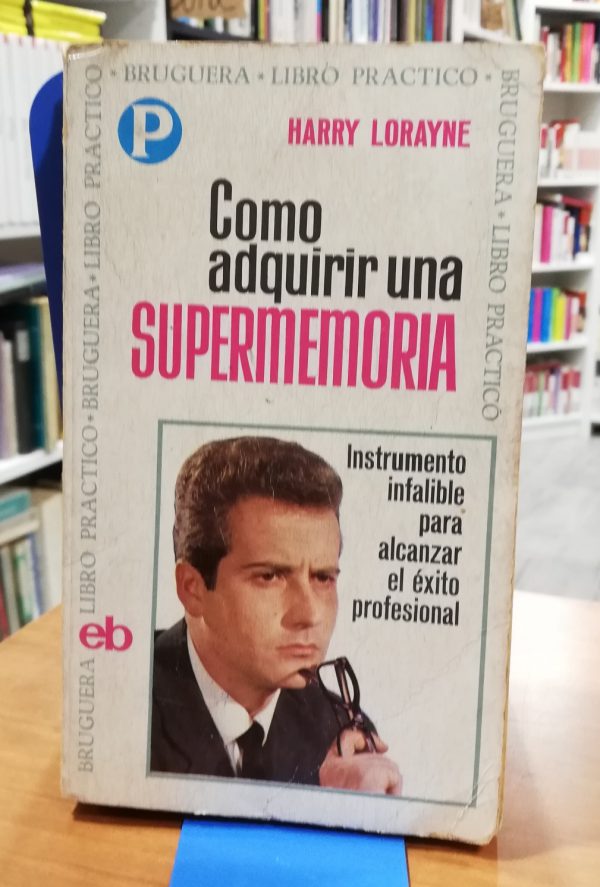 * BRUGUERA * LIBRO PRACTICO *
P
HARRY LORAYNE
Como
adquirir una
SUPERMEMORIA
Instrumento
infalible
para
alcanzar
el éxito
profesional
eb
BRUGUERA LIBRO PRACTICO * BRUGUERA * LIBRO PRACTICO
BRUGUERA * LIBRO PRACTICO